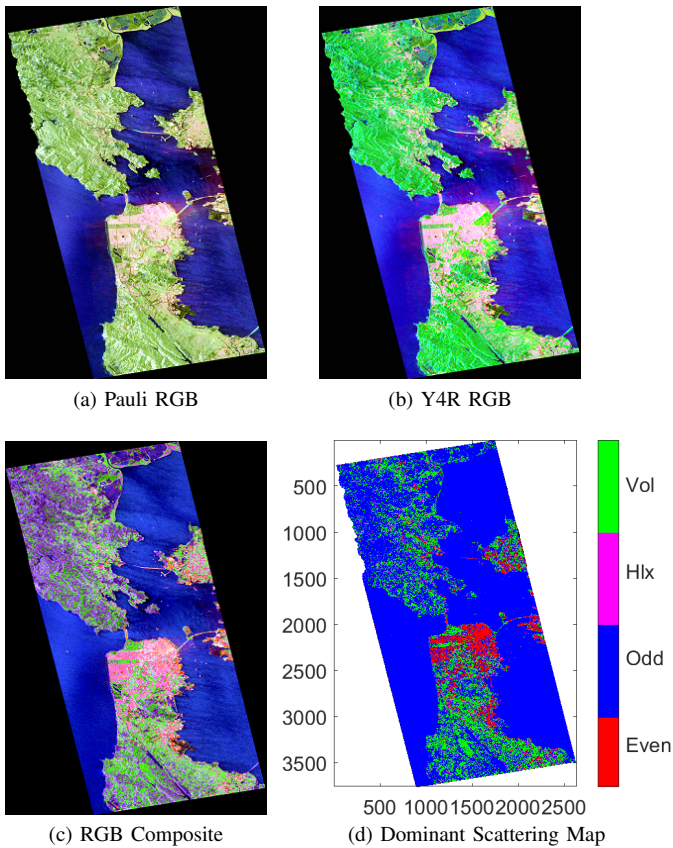 (a) Pauli RGB
(b) Y4R RGB
500
1000
1500
2000
2500
3000
3500
500 1000 1500 2000 2500
Vol
Hlx
Odd
Even
(c) RGB Composite
(d) Dominant Scattering Map